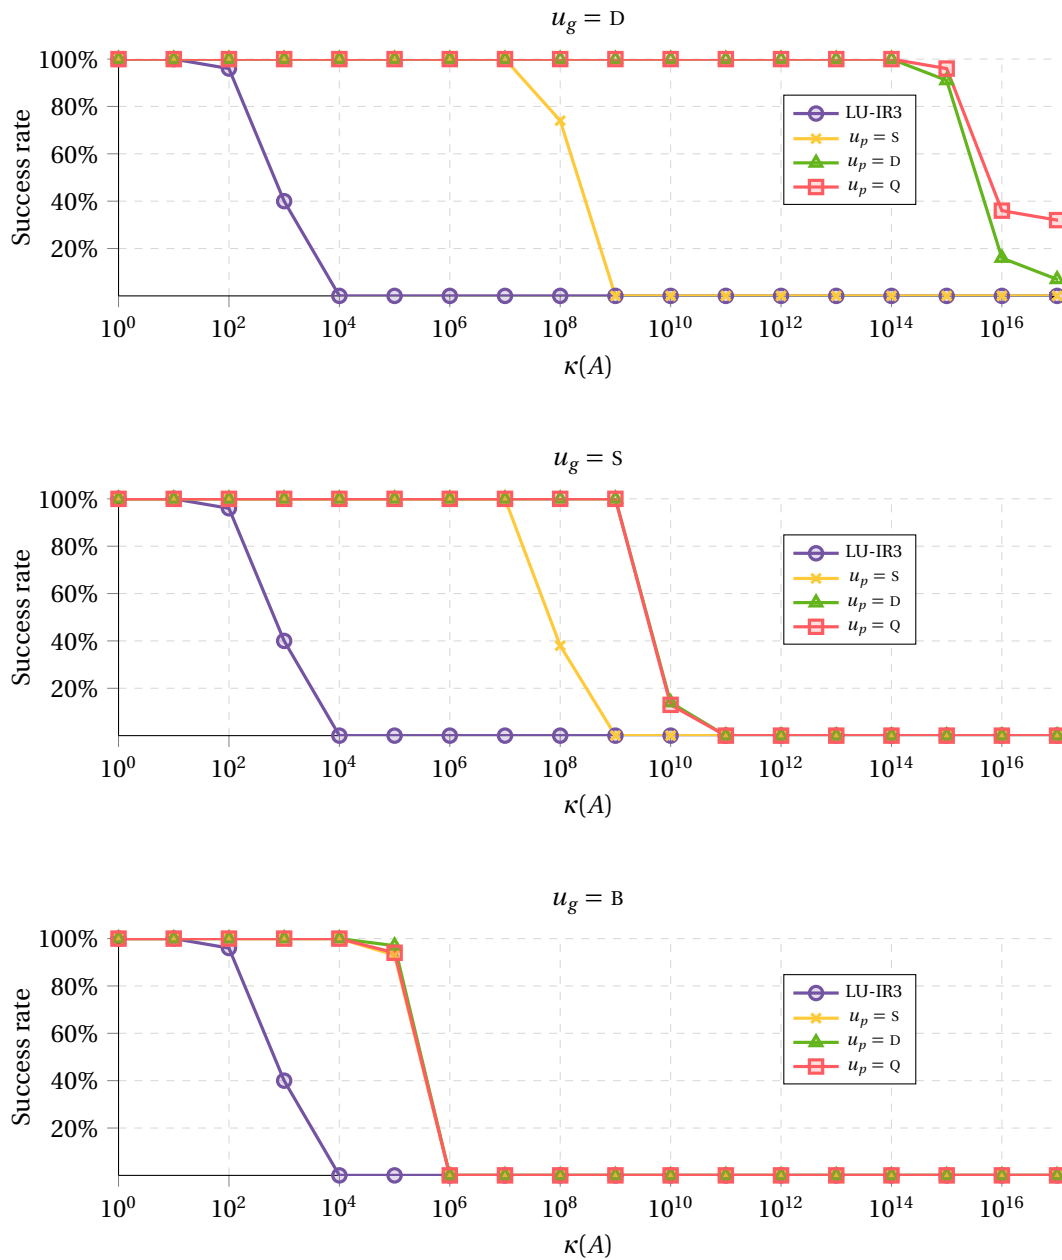 u_g = D
100%
80%
60%
40%
20%
Success rate
LU-IR3
u_p = S
u_p = D
u_p = Q
10^0 10^2 10^4 10^6 10^8 10^10 10^12 10^14 10^16
κ(A)
u_g = S
100%
80%
60%
40%
20%
Success rate
LU-IR3
u_p = S
u_p = D
u_p = Q
10^0 10^2 10^4 10^6 10^8 10^10 10^12 10^14 10^16
κ(A)
u_g = B
100%
80%
60%
40%
20%
Success rate
LU-IR3
u_p = S
u_p = D
u_p = Q
10^0 10^2 10^4 10^6 10^8 10^10 10^12 10^14 10^16
κ(A)